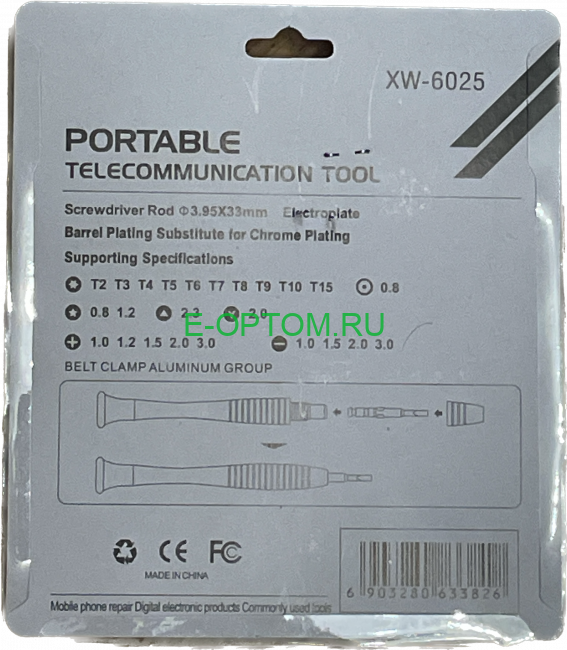 XW-6025
PORTABLE
TELECOMMUNICATION TOOL
Screwdriver Rod Φ3.95X33mm Electroplate
Barrel Plating Substitute for Chrome Plating
Supporting Specifications
T2 T3 T4 T5 T6 T7 T8 T9 T10 T15 0.8
0.8 1.2 2.3 2.0
E-OPTOM.RU
1.0 1.2 1.5 2.0 3.0 1.0 1.5 2.0 3.0
BELT CLAMP ALUMINUM GROUP
CE FC
MADE IN CHINA
6 903280 633826
Mobile phone repair Digital electronic products Commonly used tools